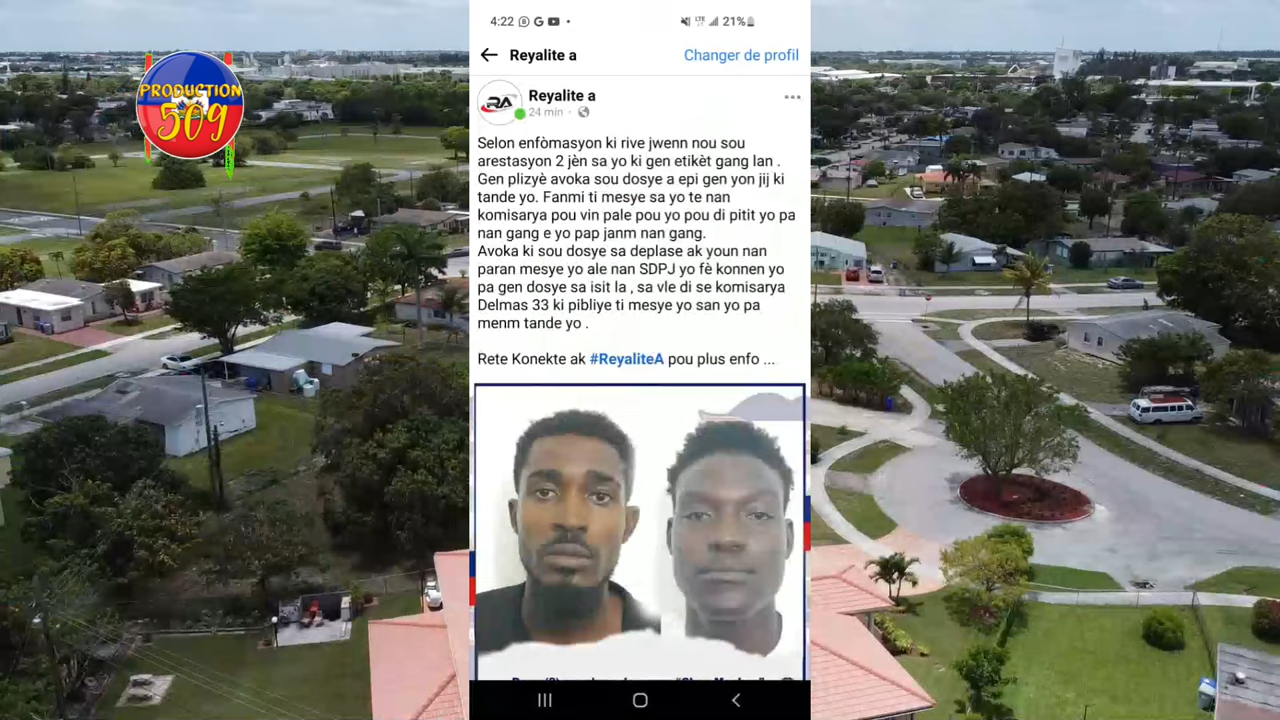 PRODUCTION
509
4:22
LTE
21%
Reyalite a
Changer de profil
RA
Reyalite a
24 min
Selon enfòmasyon ki rive jwenn nou sou
arestasyon 2 jèn sa yo ki gen etikèt gang lan .
Gen plizyè avoka sou dosye a epi gen yon jij ki
tande yo. Fanmi ti mesye sa yo te nan
komisarya pou vin pale pou yo pou di pitit yo pa
nan gang e yo pap janm nan gang.
Avoka ki sou dosye sa deplase ak youn nan
paran mesye yo ale nan SDPJ yo fè konnen yo
pa gen dosye sa isit la , sa vle di se komisarya
Delmas 33 ki pibliye ti mesye yo san yo pa
menm tande yo .
Rete Konekte ak #ReyaliteA pou plus enfo ...